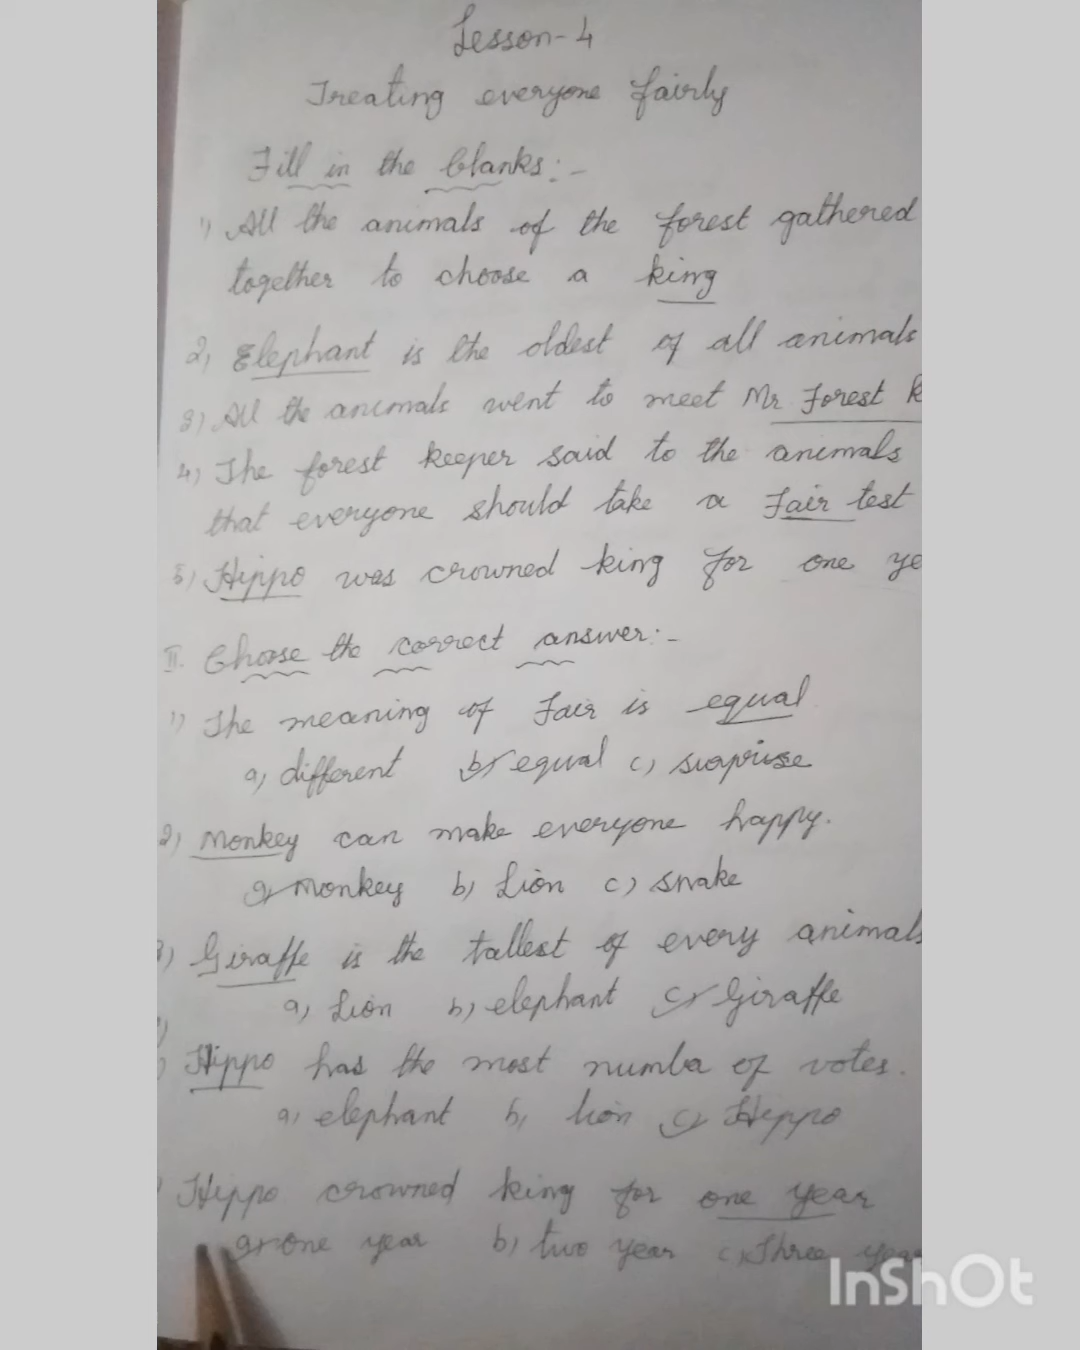 Lesson-4
Treating everyone fairly
Fill in the blanks:-
1) All the animals of the forest gathered
together to choose a king
2, Elephant is the oldest of all animals
3) All the animals went to meet Mr Forest k
4) The forest keeper said to the animals
that everyone should take a Fair test
5) Hippo was crowned king for one ye
II. Choose the correct answer:-
1) The meaning of Fair is equal
a, different b, equal c, surprise
2) Monkey can make everyone happy.
a, Monkey b, Lion c, snake
3) Giraffe is the tallest of every animals
a, Lion b, elephant c, Giraffe
Hippo has the most numba of votes.
a, elephant b, lion c, Hippo
Hippo crowned king for one year
a, one year b, two year c, Three yea
InShOt